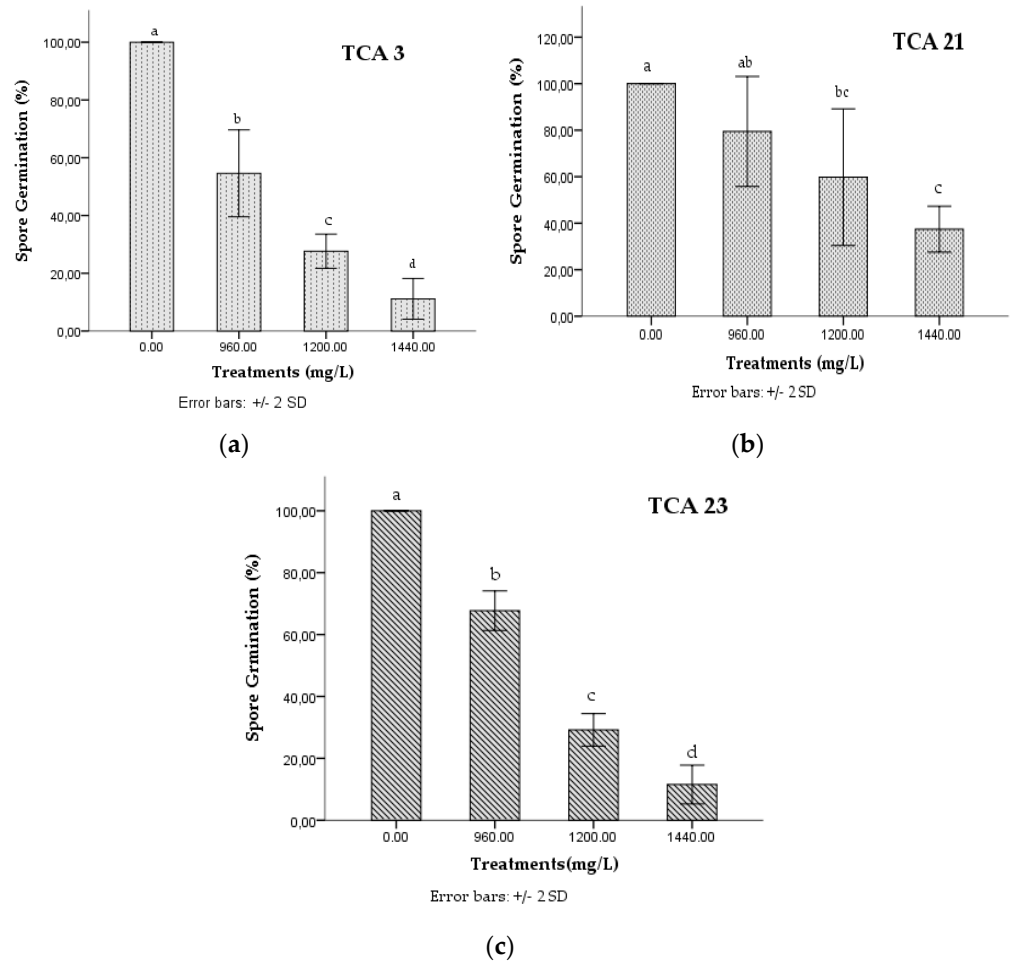 TCA 3
Spore Germination (%)
100,00
80,00
60,00
40,00
20,00
0,00
a
b
c
d
0.00 960.00 1200.00 1440.00
Treatments (mg/L)
Error bars: +/- 2 SD
(a)
TCA 21
Spore Germination (%)
120,00
100,00
80,00
60,00
40,00
20,00
0,00
a
ab
bc
c
0.00 960.00 1200.00 1440.00
Treatments (mg/L)
Error bars: +/- 2 SD
(b)
TCA 23
Spore Grmination (%)
100,00
80,00
60,00
40,00
20,00
0,00
a
b
c
d
0.00 960.00 1200.00 1440.00
Treatments(mg/L)
Error bars: +/- 2 SD
(c)